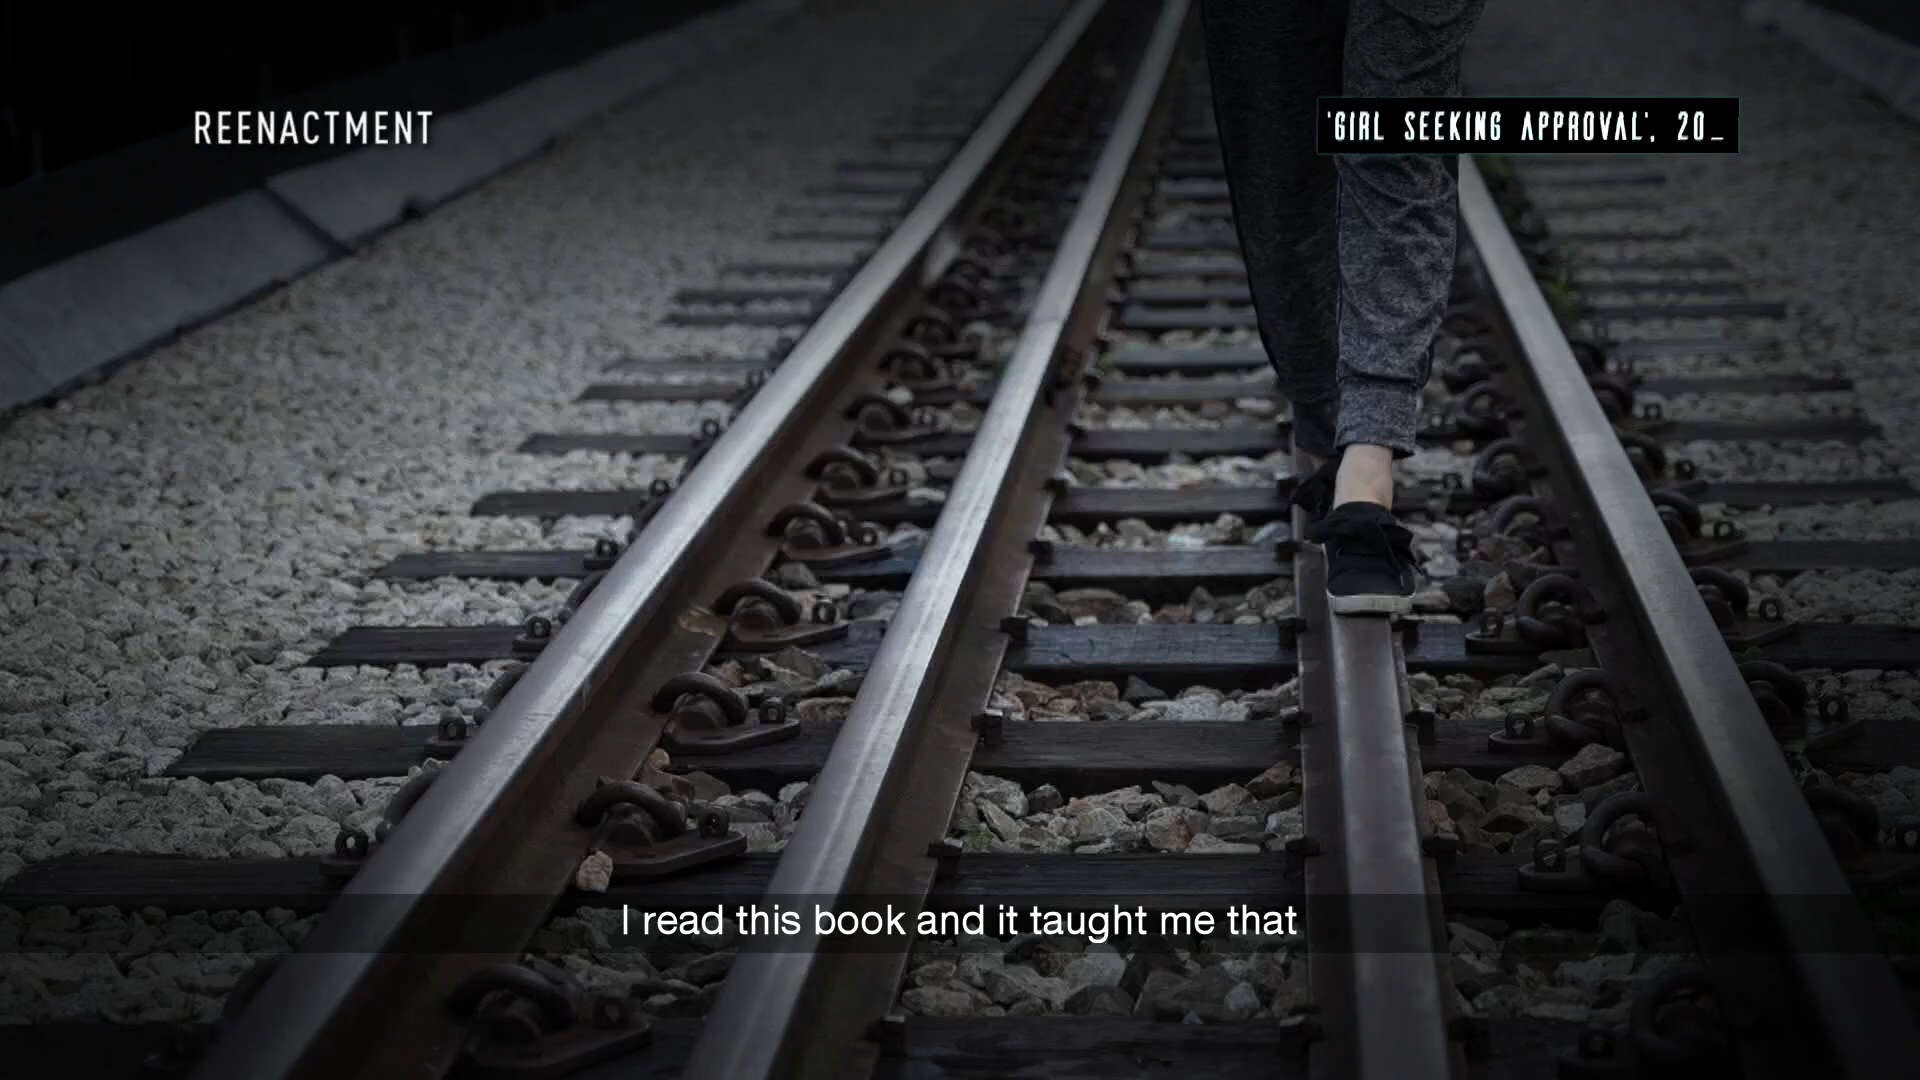 REENACTMENT
'GIRL SEEKING APPROVAL', 20_
I read this book and it taught me that